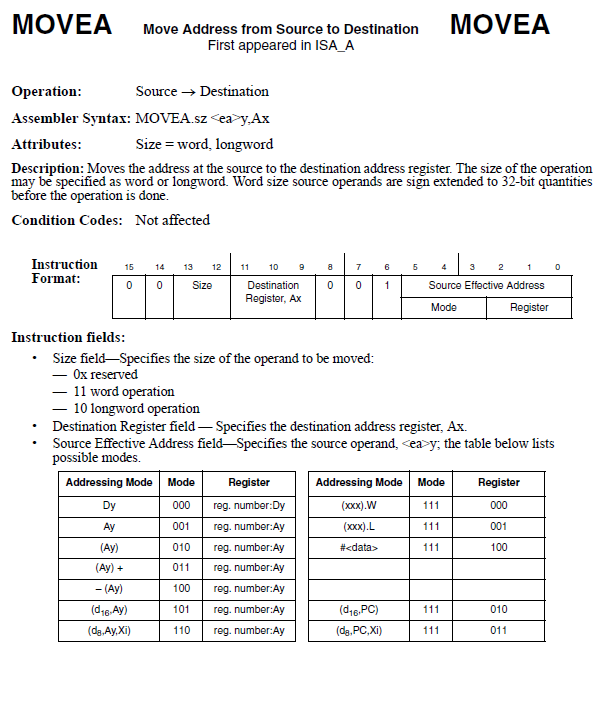 MOVEA Move Address from Source to Destination MOVEA
First appeared in ISA_A
Operation: Source → Destination
Assembler Syntax: MOVEA.sz <ea>y,Ax
Attributes: Size = word, longword
Description: Moves the address at the source to the destination address register. The size of the operation
may be specified as word or longword. Word size source operands are sign extended to 32-bit quantities
before the operation is done.
Condition Codes: Not affected
Instruction Format:
15 14 13 12 11 10 9 8 7 6 5 4 3 2 1 0
0 0 Size Destination Register, Ax 0 0 1 Source Effective Address
Mode Register
Instruction fields:
• Size field—Specifies the size of the operand to be moved:
— 0x reserved
— 11 word operation
— 10 longword operation
• Destination Register field — Specifies the destination address register, Ax.
• Source Effective Address field—Specifies the source operand, <ea>y; the table below lists
possible modes.
Addressing Mode Mode Register Addressing Mode Mode Register
Dy 000 reg. number:Dy (xxx).W 111 000
Ay 001 reg. number:Ay (xxx).L 111 001
(Ay) 010 reg. number:Ay #<data> 111 100
(Ay) + 011 reg. number:Ay
– (Ay) 100 reg. number:Ay
(d16,Ay) 101 reg. number:Ay (d16,PC) 111 010
(d8,Ay,Xi) 110 reg. number:Ay (d8,PC,Xi) 111 011